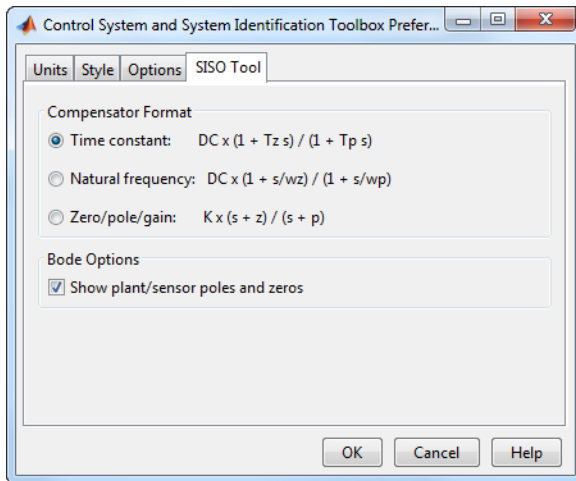 Control System and System Identification Toolbox Prefer...
Units Style Options SISO Tool
Compensator Format
Time constant: DC x (1 + Tz s) / (1 + Tp s)
Natural frequency: DC x (1 + s/wz) / (1 + s/wp)
Zero/pole/gain: K x (s + z) / (s + p)
Bode Options
Show plant/sensor poles and zeros
OK Cancel Help